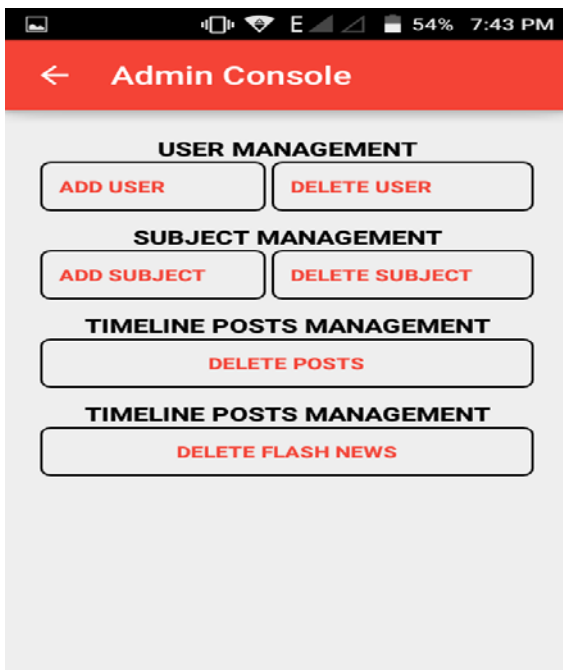 E 54% 7:43 PM
Admin Console
USER MANAGEMENT
ADD USER DELETE USER
SUBJECT MANAGEMENT
ADD SUBJECT DELETE SUBJECT
TIMELINE POSTS MANAGEMENT
DELETE POSTS
TIMELINE POSTS MANAGEMENT
DELETE FLASH NEWS